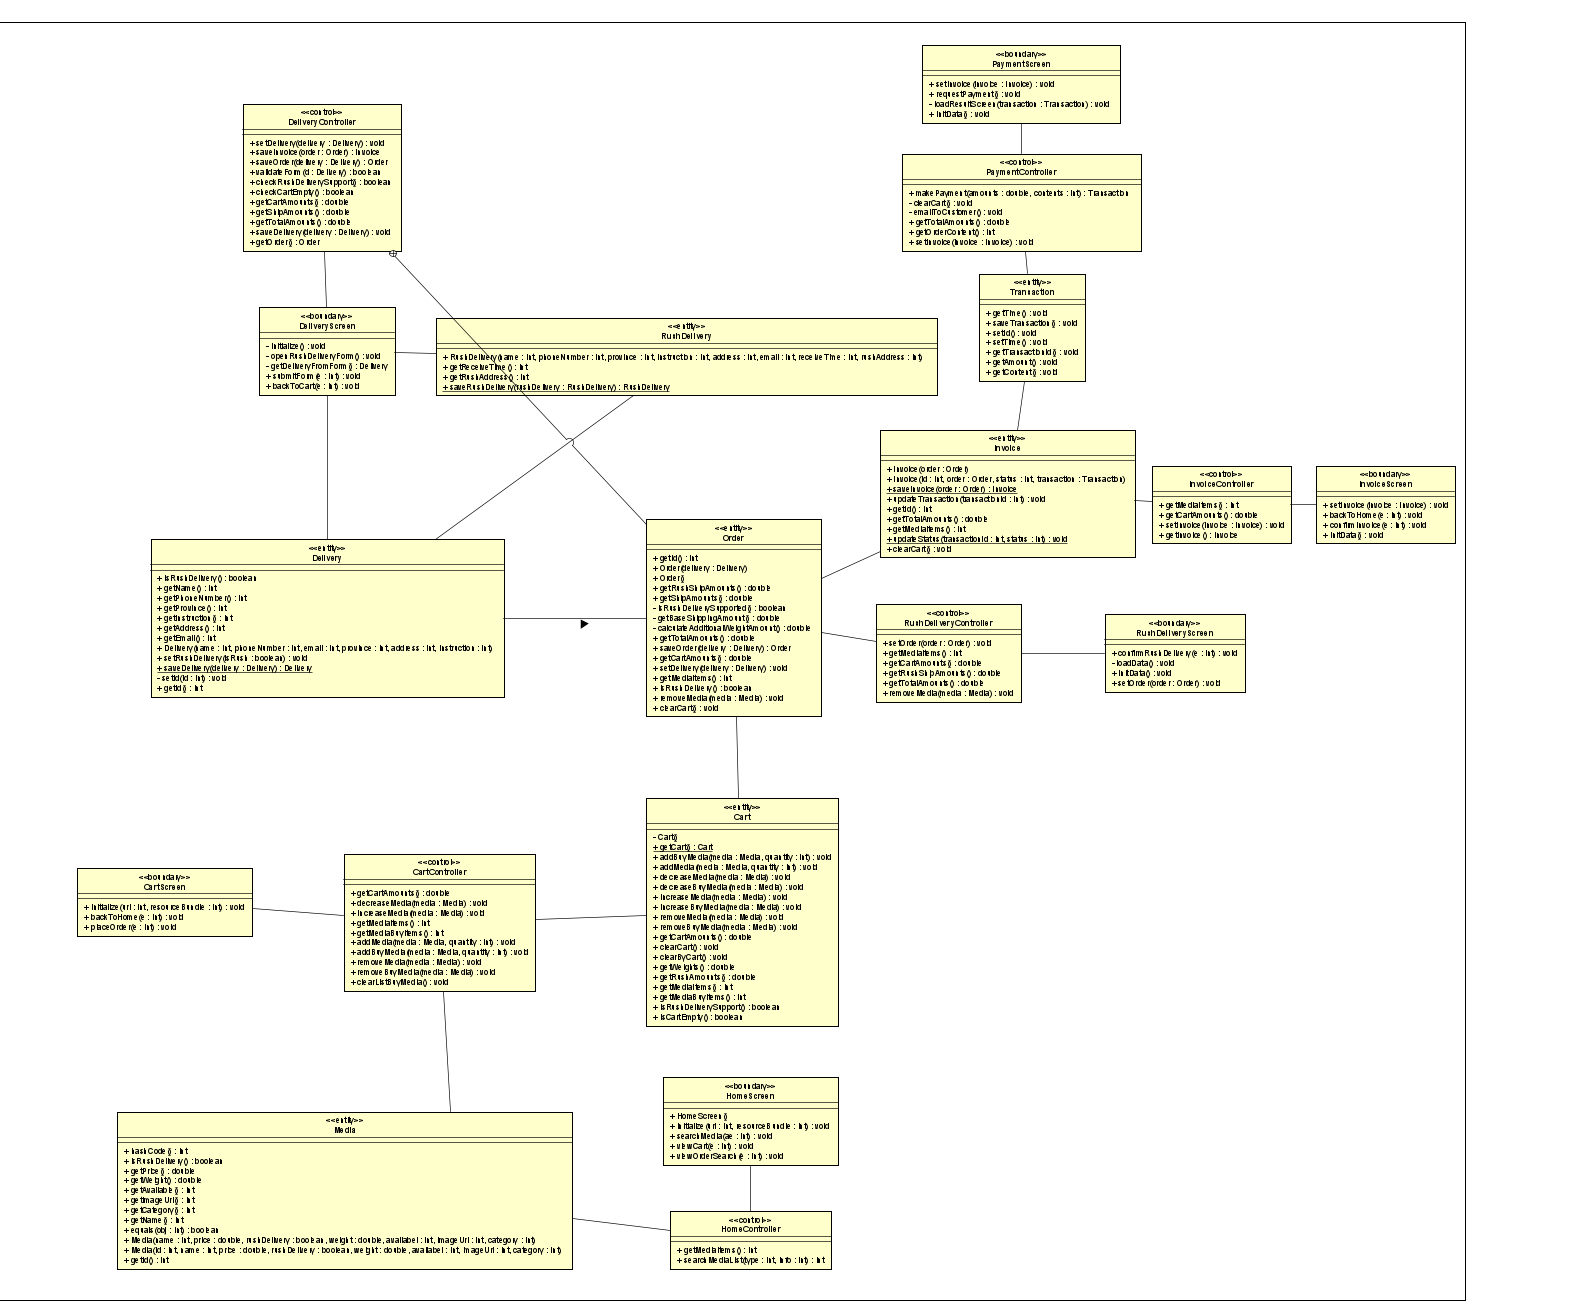 <<boundary>>
PaymentScreen
+ setInvoice(invoice : Invoice) : void
+ requestPayment() : void
- loadResultScreen(transaction : Transaction) : void
+ initData() : void
<<control>>
DeliveryController
+ setDelivery(delivery : Delivery) : void
+ saveInvoice(order : Order) : Invoice
+ saveOrder(delivery : Delivery) : Order
+ validateForm(d : Delivery) : boolean
+ checkRushDeliverySupport() : boolean
+ checkCartEmpty() : boolean
+ getCartAmounts() : double
+ getShipAmounts() : double
+ getTotalAmounts() : double
+ saveDelivery(delivery : Delivery) : void
+ getOrder() : Order
<<control>>
PaymentController
+ makePayment(amounts : double, contents : int) : Transaction
- clearCart() : void
- emailToCustomer() : void
+ getTotalAmounts() : double
+ getOrderContent() : int
+ setInvoice(invoice : Invoice) : void
<<entity>>
Transaction
+ getTime() : void
+ saveTransaction() : void
+ setId() : void
+ setTime() : void
+ getTransactionId() : void
+ getAmount() : void
+ getContent() : void
<<boundary>>
DeliveryScreen
- initialize() : void
- openRushDeliveryForm() : void
- getDeliveryFromForm() : Delivery
+ submitForm(e : int) : void
+ backToCart(e : int) : void
<<entity>>
RushDelivery
+ RushDelivery(name : int, phoneNumber : int, province : int, instruction : int, address : int, email : int, receiveTime : int, rushAddress : int)
+ getReceiveTime() : int
+ getRushAddress() : int
+ saveRushDelivery(rushDelivery : RushDelivery) : RushDelivery
<<entity>>
Invoice
+ Invoice(order : Order)
+ Invoice(id : int, order : Order, status : int, transaction : Transaction)
+ saveInvoice(order : Order) : Invoice
+ updateTransaction(transactionId : int) : void
+ getId() : int
+ getTotalAmounts() : double
+ getMediaItems() : int
+ updateStatus(transactionId : int, status : int) : void
+ clearCart() : void
<<control>>
InvoiceController
+ getMediaItems() : int
+ getCartAmounts() : double
+ setInvoice(invoice : Invoice) : void
+ getInvoice() : Invoice
<<boundary>>
InvoiceScreen
+ setInvoice(invoice : Invoice) : void
+ backToHome(e : int) : void
+ confirmInvoice(e : int) : void
+ initData() : void
<<entity>>
Delivery
+ isRushDelivery() : boolean
+ getName() : int
+ getPhoneNumber() : int
+ getProvince() : int
+ getInstruction() : int
+ getAddress() : int
+ getEmail() : int
+ Delivery(name : int, phoneNumber : int, email : int, province : int, address : int, instruction : int)
+ setRushDelivery(isRush : boolean) : void
+ saveDelivery(delivery : Delivery) : Delivery
- setId(id : int) : void
+ getId() : int
<<entity>>
Order
+ getId() : int
+ Order(delivery : Delivery)
+ Order()
+ getRushShipAmounts() : double
+ getShipAmounts() : double
- isRushDeliverySupported() : boolean
- getBaseShippingAmount() : double
- calculateAdditionalWeightAmount() : double
+ getTotalAmounts() : double
+ saveOrder(delivery : Delivery) : Order
+ getCartAmounts() : double
+ setDelivery(delivery : Delivery) : void
+ getMediaItems() : int
+ isRushDelivery() : boolean
+ removeMedia(media : Media) : void
+ clearCart() : void
<<control>>
RushDeliveryController
+ setOrder(order : Order) : void
+ getMediaItems() : int
+ getCartAmounts() : double
+ getRushShipAmounts() : double
+ getTotalAmounts() : double
+ removeMedia(media : Media) : void
<<boundary>>
RushDeliveryScreen
+ confirmRushDelivery(e : int) : void
- loadData() : void
+ initData() : void
+ setOrder(order : Order) : void
<<entity>>
Cart
- Cart()
+ getCart() : Cart
+ addBuyMedia(media : Media, quantity : int) : void
+ addMedia(media : Media, quantity : int) : void
+ decreaseMedia(media : Media) : void
+ decreaseBuyMedia(media : Media) : void
+ increaseMedia(media : Media) : void
+ increaseBuyMedia(media : Media) : void
+ removeMedia(media : Media) : void
+ removeBuyMedia(media : Media) : void
+ getCartAmounts() : double
+ clearCart() : void
+ clearByCart() : void
+ getWeights() : double
+ getRushAmounts() : double
+ getMediaItems() : int
+ getMediaBuyItems() : int
+ isRushDeliverySupport() : boolean
+ isCartEmpty() : boolean
<<control>>
CartController
+ getCartAmounts() : double
+ decreaseMedia(media : Media) : void
+ increaseMedia(media : Media) : void
+ getMediaItems() : int
+ getMediaBuyItems() : int
+ addMedia(media : Media, quantity : int) : void
+ addBuyMedia(media : Media, quantity : int) : void
+ removeMedia(media : Media) : void
+ removeBuyMedia(media : Media) : void
+ clearListBuyMedia() : void
<<boundary>>
CartScreen
+ initialize(url : int, resourceBundle : int) : void
+ backToHome(e : int) : void
+ placeOrder(e : int) : void
<<boundary>>
HomeScreen
+ HomeScreen()
+ initialize(url : int, resourceBundle : int) : void
+ searchMedia(ae : int) : void
+ viewCart(e : int) : void
+ viewOrderSearch(e : int) : void
<<entity>>
Media
+ hashCode() : int
+ isRushDelivery() : boolean
+ getPrice() : double
+ getWeight() : double
+ getAvailable() : int
+ getImageUrl() : int
+ getCategory() : int
+ getName() : int
+ equals(obj : int) : boolean
+ Media(name : int, price : double, rushDelivery : boolean, weight : double, availabel : int, imageUrl : int, category : int)
+ Media(id : int, name : int, price : double, rushDelivery : boolean, weight : double, availabel : int, imageUrl : int, category : int)
+ getId() : int
<<control>>
HomeController
+ getMediaItems() : int
+ searchMediaList(type : int, info : int) : int